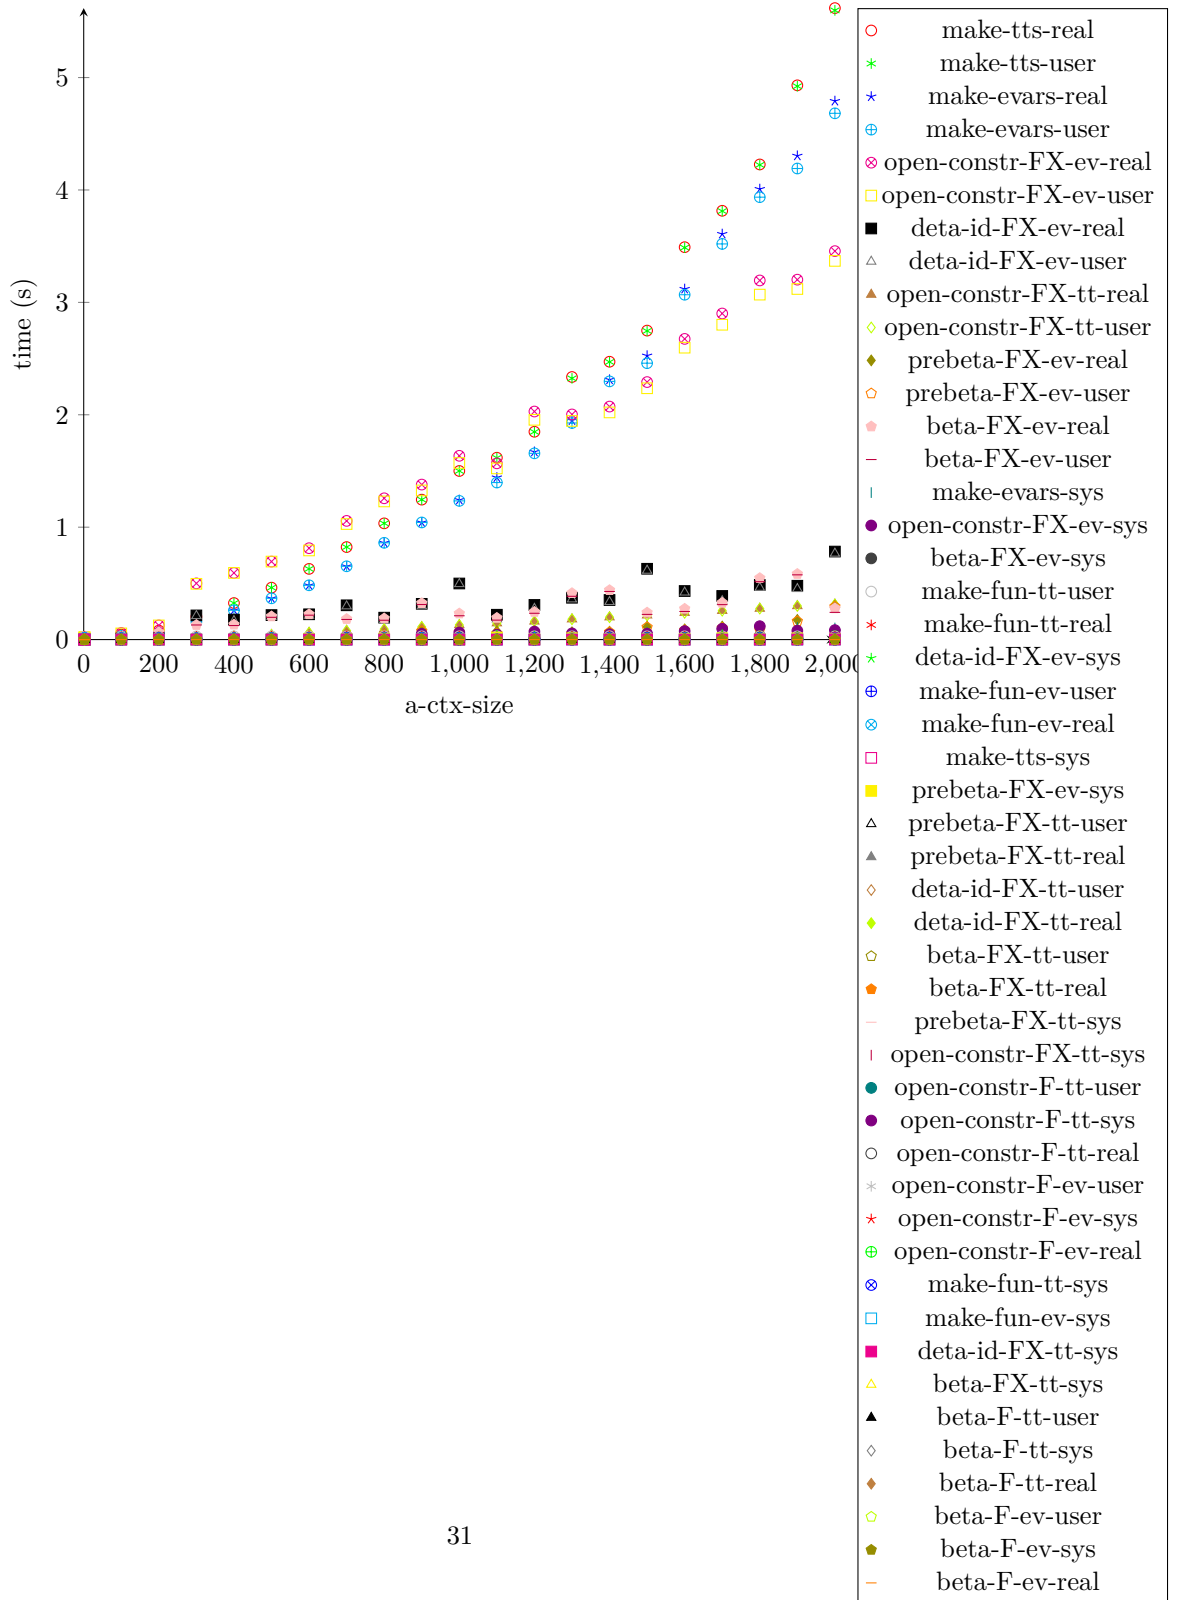 5
4
3
2
1
0
time (s)
0
200
400
600
800
1,000
1,200
1,400
1,600
1,800
2,000
a-ctx-size
make-tts-real
make-tts-user
make-evars-real
make-evars-user
open-constr-FX-ev-real
open-constr-FX-ev-user
deta-id-FX-ev-real
deta-id-FX-ev-user
open-constr-FX-tt-real
open-constr-FX-tt-user
prebeta-FX-ev-real
prebeta-FX-ev-user
beta-FX-ev-real
beta-FX-ev-user
make-evars-sys
open-constr-FX-ev-sys
beta-FX-ev-sys
make-fun-tt-user
make-fun-tt-real
deta-id-FX-ev-sys
make-fun-ev-user
make-fun-ev-real
make-tts-sys
prebeta-FX-ev-sys
prebeta-FX-tt-user
prebeta-FX-tt-real
deta-id-FX-tt-user
deta-id-FX-tt-real
beta-FX-tt-user
beta-FX-tt-real
prebeta-FX-tt-sys
open-constr-FX-tt-sys
open-constr-F-tt-user
open-constr-F-tt-sys
open-constr-F-tt-real
open-constr-F-ev-user
open-constr-F-ev-sys
open-constr-F-ev-real
make-fun-tt-sys
make-fun-ev-sys
deta-id-FX-tt-sys
beta-FX-tt-sys
beta-F-tt-user
beta-F-tt-sys
beta-F-tt-real
beta-F-ev-user
beta-F-ev-sys
beta-F-ev-real
31